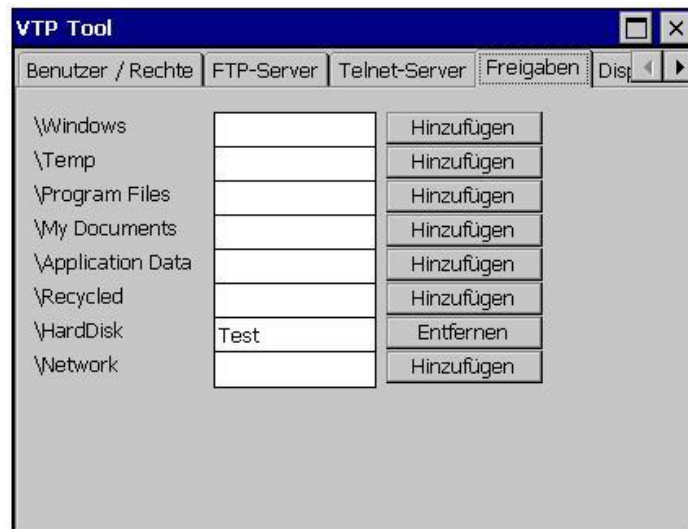 VTP Tool
Benutzer / Rechte FTP-Server Telnet-Server Freigaben Disp
\Windows Hinzufügen
\Temp Hinzufügen
\Program Files Hinzufügen
\My Documents Hinzufügen
\Application Data Hinzufügen
\Recycled Hinzufügen
\HardDisk Test Entfernen
\Network Hinzufügen